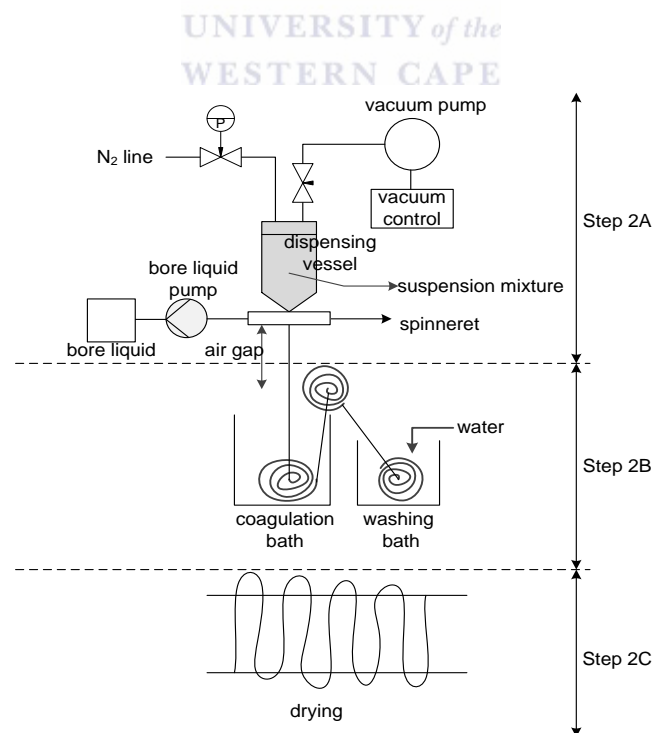 UNIVERSITY of the
WESTERN CAPE
vacuum pump
P
N₂ line
vacuum
control
Step 2A
dispensing
vessel
suspension mixture
bore liquid
pump
spinneret
bore liquid
air gap
water
Step 2B
coagulation
bath
washing
bath
Step 2C
drying